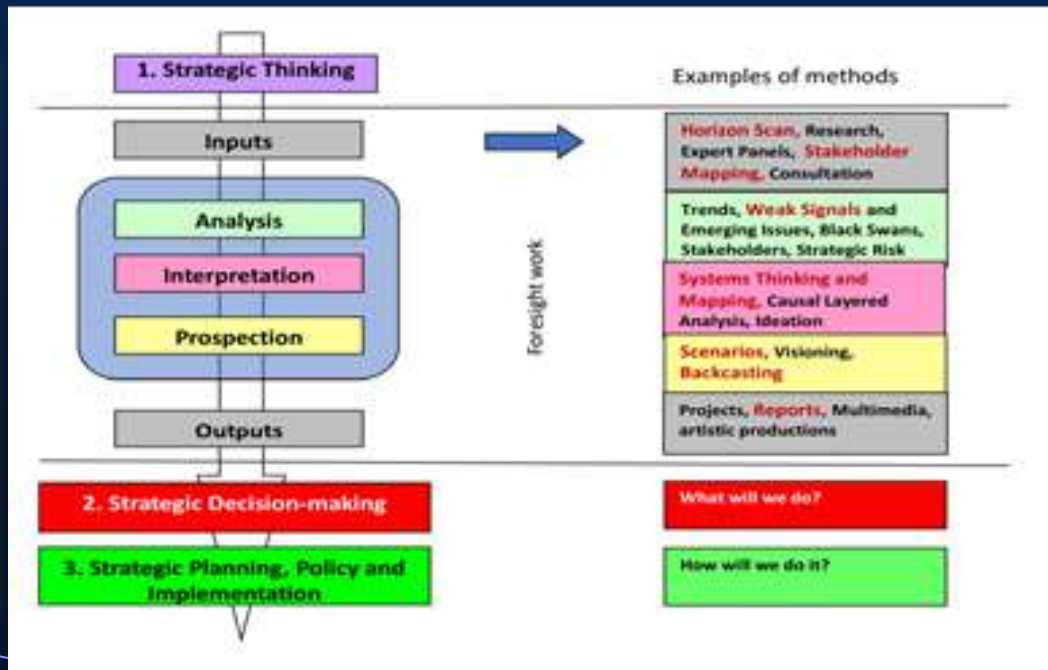 1. Strategic Thinking
Examples of methods
Inputs
Analysis
Interpretation
Prospection
Outputs
Foresight work
Horizon Scan, Research,
Expert Panels, Stakeholder
Mapping, Consultation
Trends, Weak Signals and
Emerging Issues, Black Swans,
Stakeholders, Strategic Risk
Systems Thinking and
Mapping, Causal Layered
Analysis, Ideation
Scenarios, Visioning,
Backcasting
Projects, Reports, Multimedia,
artistic productions
2. Strategic Decision-making
What will we do?
3. Strategic Planning, Policy and
Implementation
How will we do it?